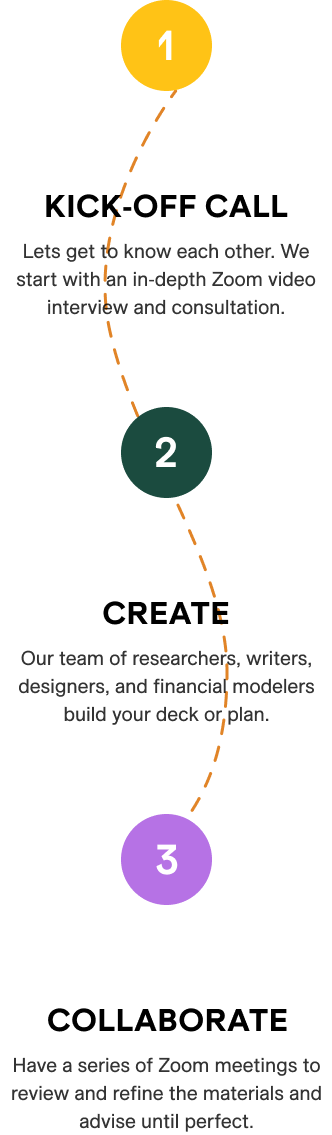 1
KICK-OFF CALL
Lets get to know each other. We
start with an in-depth Zoom video
interview and consultation.
2
CREATE
Our team of researchers, writers,
designers, and financial modelers
build your deck or plan.
3
COLLABORATE
Have a series of Zoom meetings to
review and refine the materials and
advise until perfect.